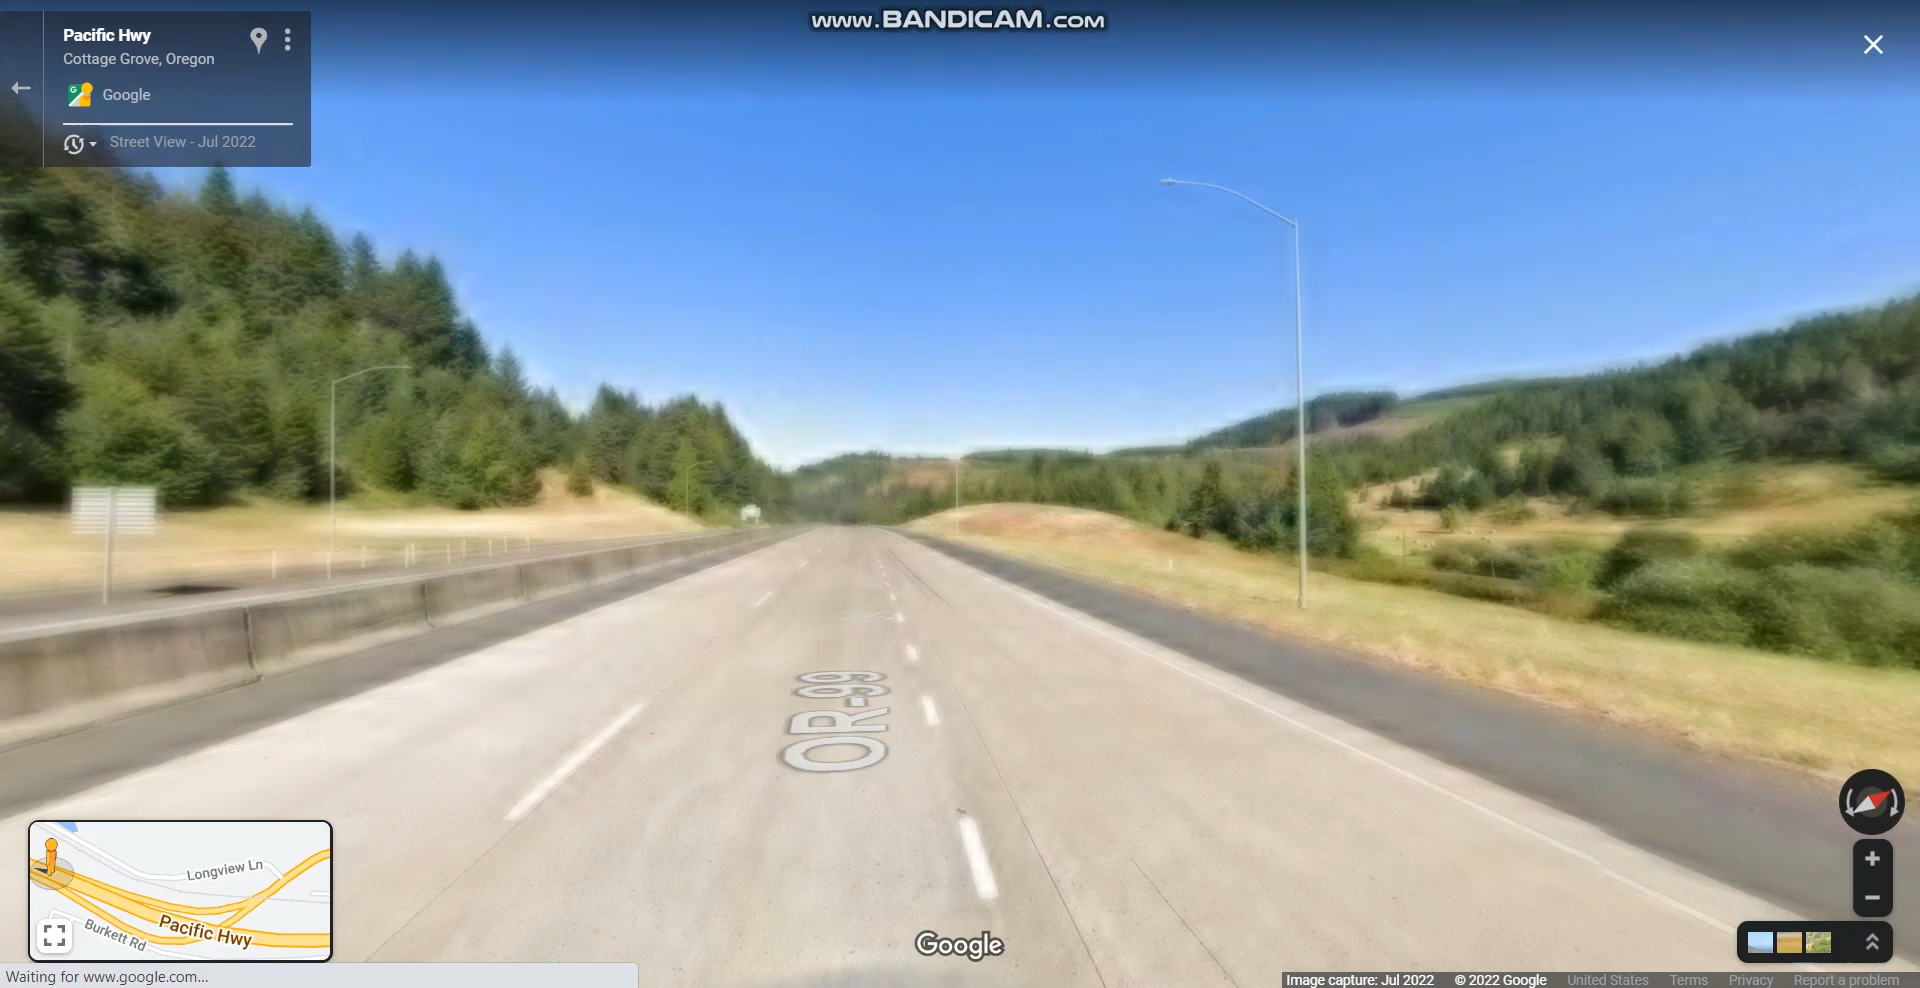 www.BANDICAM.com
Pacific Hwy
Cottage Grove, Oregon
Google
Street View - Jul 2022
OR-99
Longview Ln
Pacific Hwy
Burkett Rd
Google
Waiting for www.google.com...
Image capture: Jul 2022 © 2022 Google United States Terms Privacy Report a problem